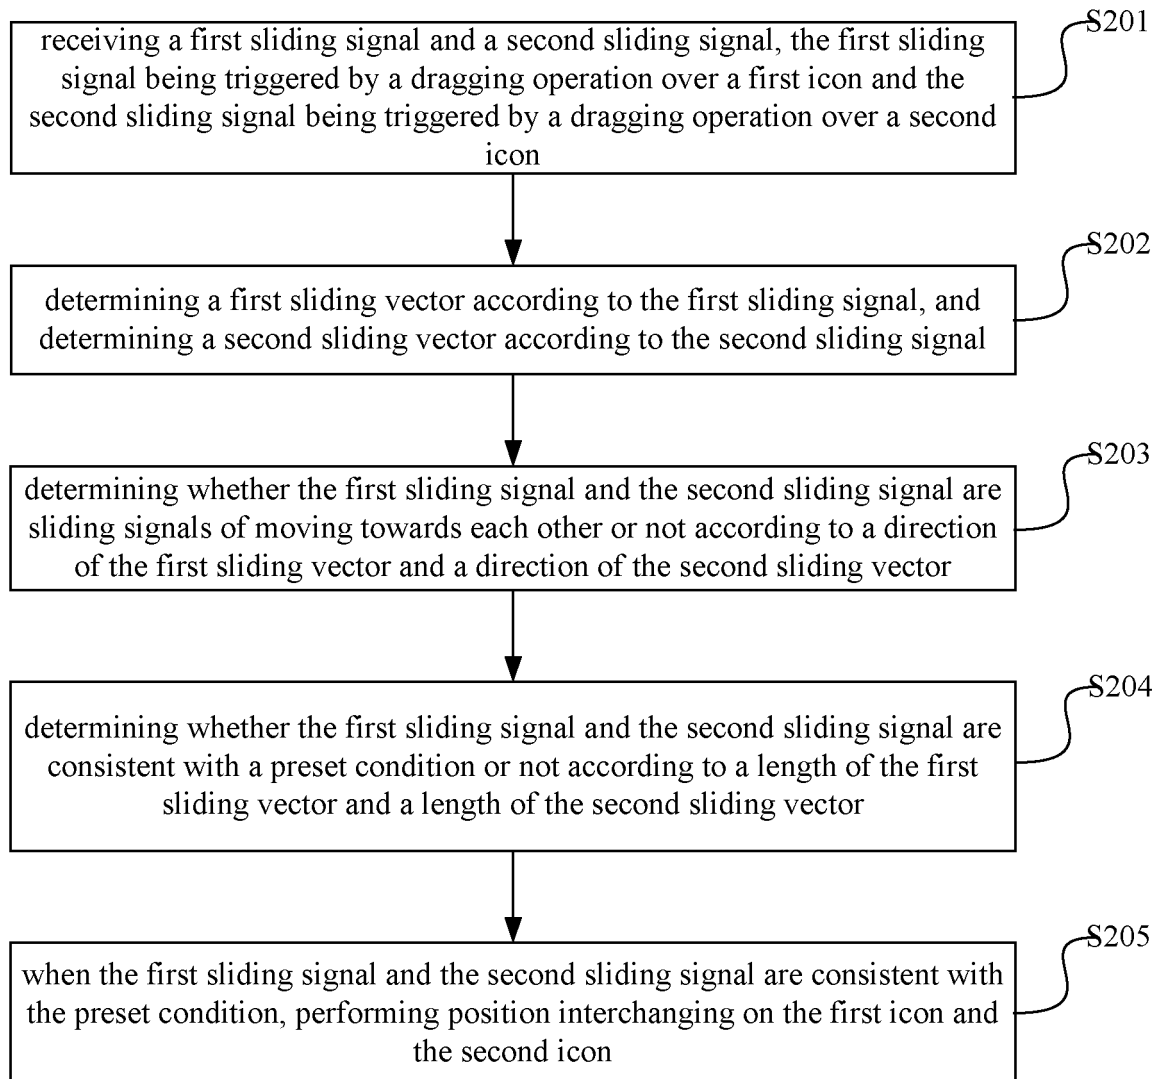 S201
receiving a first sliding signal and a second sliding signal, the first sliding
signal being triggered by a dragging operation over a first icon and the
second sliding signal being triggered by a dragging operation over a second
icon
S202
determining a first sliding vector according to the first sliding signal, and
determining a second sliding vector according to the second sliding signal
S203
determining whether the first sliding signal and the second sliding signal are
sliding signals of moving towards each other or not according to a direction
of the first sliding vector and a direction of the second sliding vector
S204
determining whether the first sliding signal and the second sliding signal are
consistent with a preset condition or not according to a length of the first
sliding vector and a length of the second sliding vector
S205
when the first sliding signal and the second sliding signal are consistent with
the preset condition, performing position interchanging on the first icon and
the second icon